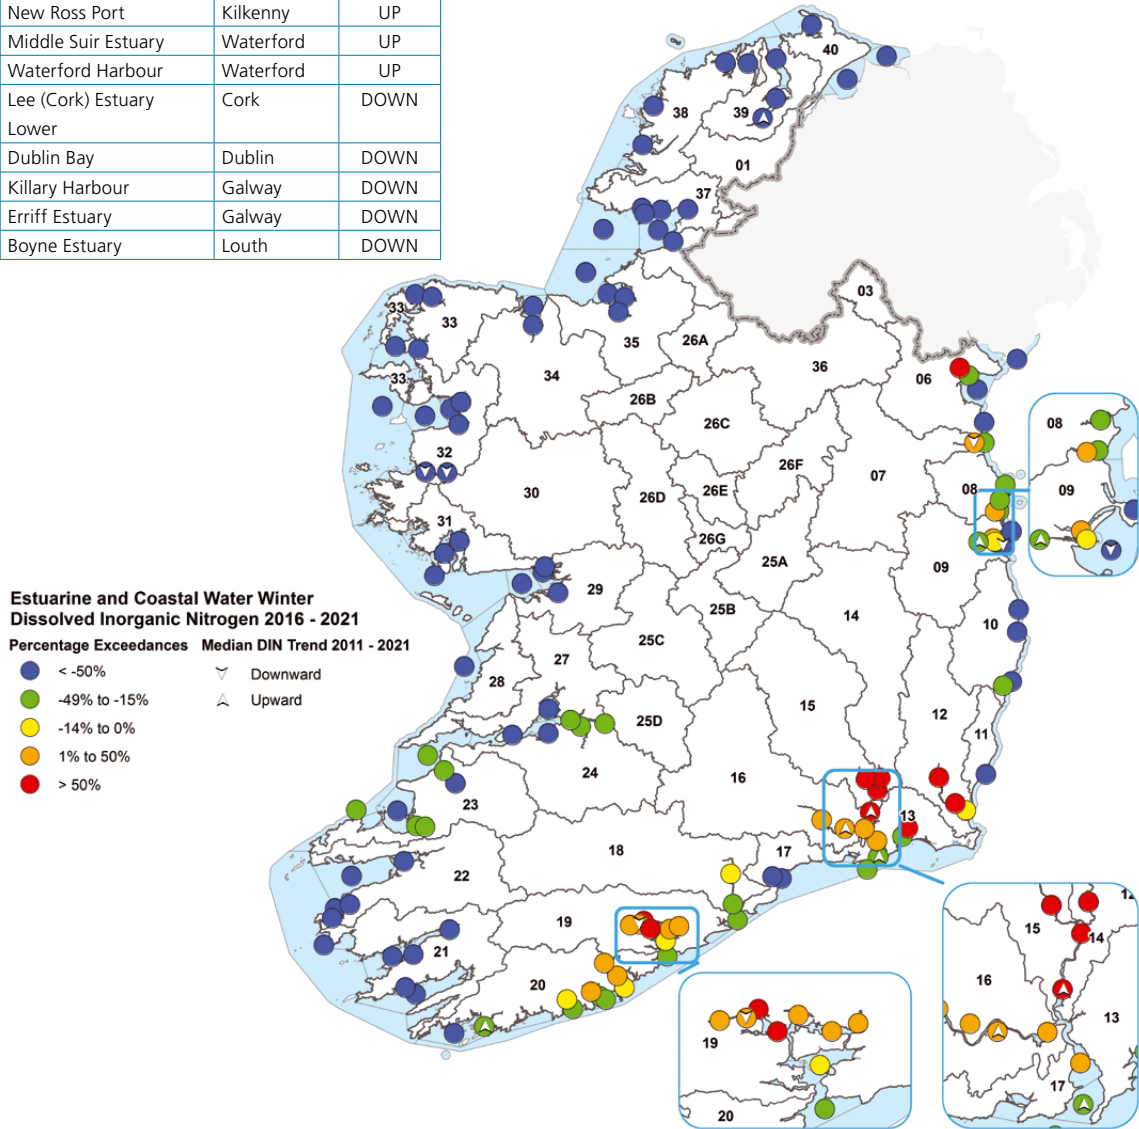 New Ross Port Kilkenny UP
Middle Suir Estuary Waterford UP
Waterford Harbour Waterford UP
Lee (Cork) Estuary Cork DOWN
Lower
Dublin Bay Dublin DOWN
Killary Harbour Galway DOWN
Erriff Estuary Galway DOWN
Boyne Estuary Louth DOWN
40
38
39
01
37
03
33
33
35
26A
36
34
06
33
26B
26C
08
32
26F
07
30
26D
26E
08
09
31
26G
25A
09
29
Estuarine and Coastal Water Winter
Dissolved Inorganic Nitrogen 2016 - 2021
Percentage Exceedances Median DIN Trend 2011 - 2021
< -50% Downward
-49% to -15% Upward
-14% to 0%
1% to 50%
> 50%
25B
14
10
25C
27
28
15
12
25D
11
24
16
23
13
18
17
22
19
21
20
15
14
16
13
17
19
20